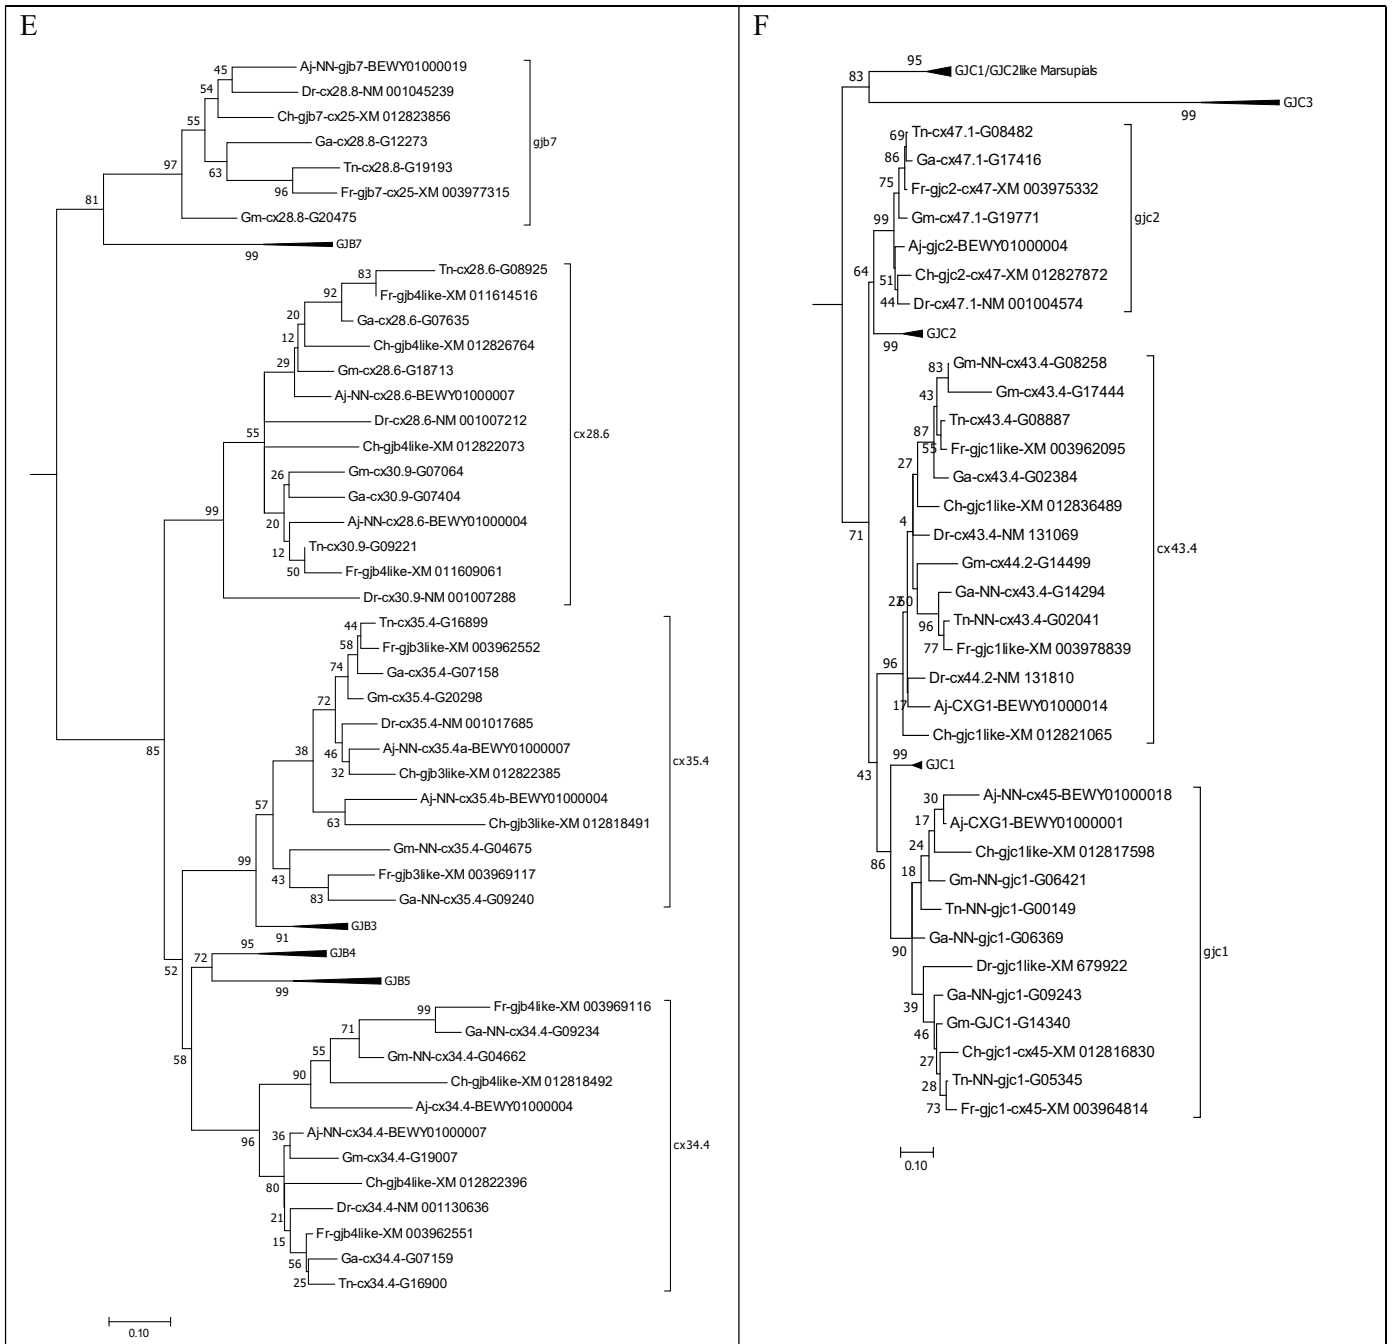 E
45
Aj-NN-gjb7-BEWY01000019
54
Dr-cx28.8-NM 001045239
Ch-gjb7-cx25-XM 012823856
55
Ga-cx28.8-G12273
gjb7
97
63
Tn-cx28.8-G19193
96
Fr-gjb7-cx25-XM 003977315
81
Gm-cx28.8-G20475
GJB7
99
83
Tn-cx28.6-G08925
92
Fr-gjb4like-XM 011614516
20
Ga-cx28.6-G07635
12
Ch-gjb4like-XM 012826764
29
Gm-cx28.6-G18713
Aj-NN-cx28.6-BEWY01000007
Dr-cx28.6-NM 001007212
55
cx28.6
Ch-gjb4like-XM 012822073
26
Gm-cx30.9-G07064
Ga-cx30.9-G07404
99
20
Aj-NN-cx28.6-BEWY01000004
12
Tn-cx30.9-G09221
50
Fr-gjb4like-XM 011609061
Dr-cx30.9-NM 001007288
44
Tn-cx35.4-G16899
58
Fr-gjb3like-XM 003962552
74
Ga-cx35.4-G07158
72
Gm-cx35.4-G20298
Dr-cx35.4-NM 001017685
38
46
Aj-NN-cx35.4a-BEWY01000007
85
32
Ch-gjb3like-XM 012822385
cx35.4
57
Aj-NN-cx35.4b-BEWY01000004
63
Ch-gjb3like-XM 012818491
99
Gm-NN-cx35.4-G04675
43
Fr-gjb3like-XM 003969117
83
Ga-NN-cx35.4-G09240
GJB3
91
95
GJB4
52
72
GJB5
99
99
Fr-gjb4like-XM 003969116
71
Ga-NN-cx34.4-G09234
55
Gm-NN-cx34.4-G04662
58
90
Ch-gjb4like-XM 012818492
Aj-cx34.4-BEWY01000004
96
36
Aj-NN-cx34.4-BEWY01000007
cx34.4
Gm-cx34.4-G19007
80
Ch-gjb4like-XM 012822396
21
Dr-cx34.4-NM 001130636
15
Fr-gjb4like-XM 003962551
56
Ga-cx34.4-G07159
25
Tn-cx34.4-G16900
0.10
F
95
GJC1/GJC2like Marsupials
83
GJC3
99
69
Tn-cx47.1-G08482
86
Ga-cx47.1-G17416
75
Fr-gjc2-cx47-XM 003975332
99
Gm-cx47.1-G19771
gjc2
Aj-gjc2-BEWY01000004
64
51
Ch-gjc2-cx47-XM 012827872
44
Dr-cx47.1-NM 001004574
GJC2
99
83
Gm-NN-cx43.4-G08258
43
Gm-cx43.4-G17444
87
Tn-cx43.4-G08887
55
Fr-gjc1like-XM 003962095
27
Ga-cx43.4-G02384
Ch-gjc1like-XM 012836489
4
71
Dr-cx43.4-NM 131069
cx43.4
Gm-cx44.2-G14499
22
60
Ga-NN-cx43.4-G14294
96
Tn-NN-cx43.4-G02041
77
Fr-gjc1like-XM 003978839
96
Dr-cx44.2-NM 131810
17
Aj-CXG1-BEWY01000014
Ch-gjc1like-XM 012821065
99
GJC1
43
30
Aj-NN-cx45-BEWY01000018
17
Aj-CXG1-BEWY01000001
24
Ch-gjc1like-XM 012817598
86
18
Gm-NN-gjc1-G06421
Tn-NN-gjc1-G00149
Ga-NN-gjc1-G06369
90
gjc1
Dr-gjc1like-XM 679922
39
Ga-NN-gjc1-G09243
46
Gm-GJC1-G14340
27
Ch-gjc1-cx45-XM 012816830
28
Tn-NN-gjc1-G05345
73
Fr-gjc1-cx45-XM 003964814
0.10